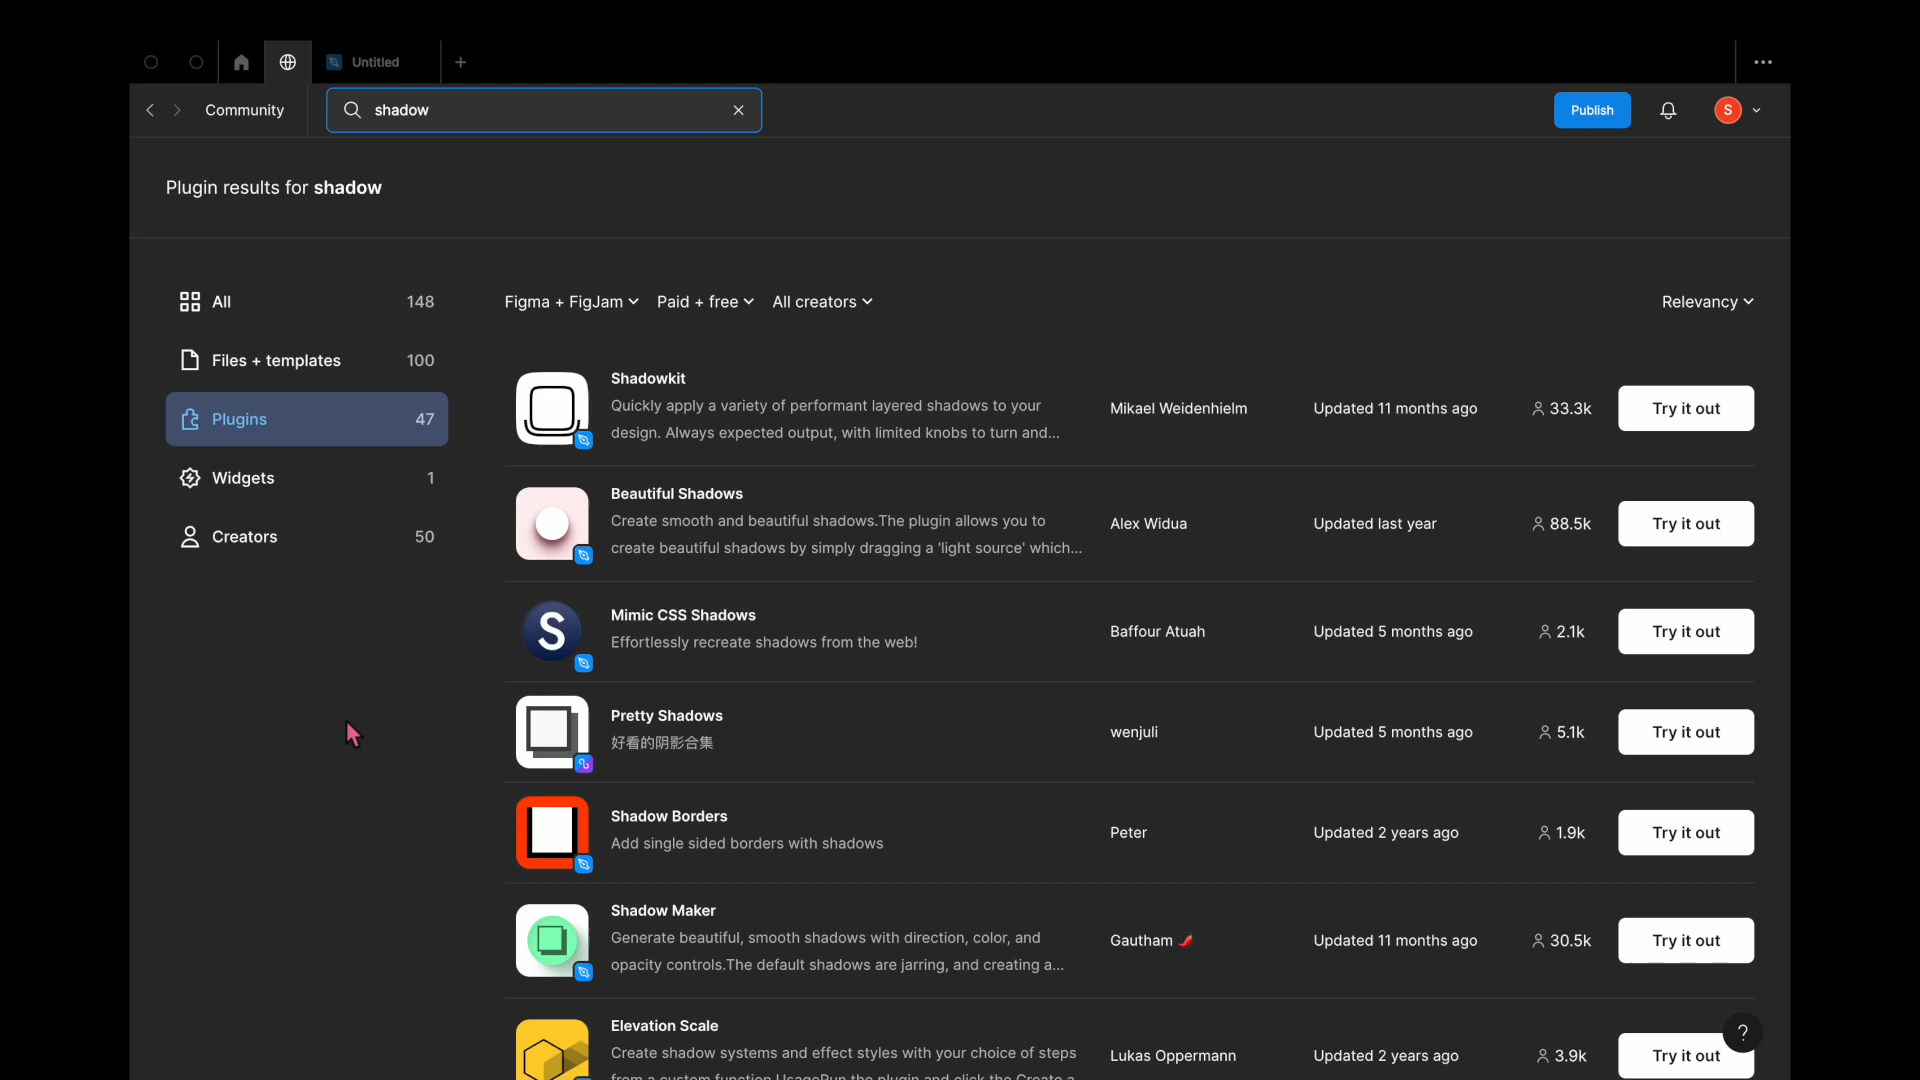 Untitled
Community
shadow
Publish
S
Plugin results for shadow
All 148
Figma + FigJam
Paid + free
All creators
Relevancy
Files + templates 100
Plugins 47
Widgets 1
Creators 50
Shadowkit
Quickly apply a variety of performant layered shadows to your
design. Always expected output, with limited knobs to turn and...
Mikael Weidenhielm
Updated 11 months ago
33.3k
Try it out
Beautiful Shadows
Create smooth and beautiful shadows.The plugin allows you to
create beautiful shadows by simply dragging a 'light source' which...
Alex Widua
Updated last year
88.5k
Try it out
S
Mimic CSS Shadows
Effortlessly recreate shadows from the web!
Baffour Atuah
Updated 5 months ago
2.1k
Try it out
Pretty Shadows
好看的阴影合集
wenjuli
Updated 5 months ago
5.1k
Try it out
Shadow Borders
Add single sided borders with shadows
Peter
Updated 2 years ago
1.9k
Try it out
Shadow Maker
Generate beautiful, smooth shadows with direction, color, and
opacity controls.The default shadows are jarring, and creating a...
Gautham 🌶️
Updated 11 months ago
30.5k
Try it out
Elevation Scale
Create shadow systems and effect styles with your choice of steps
from a custom function.UsageRun the plugin and click the Create a
Lukas Oppermann
Updated 2 years ago
3.9k
Try it out
?